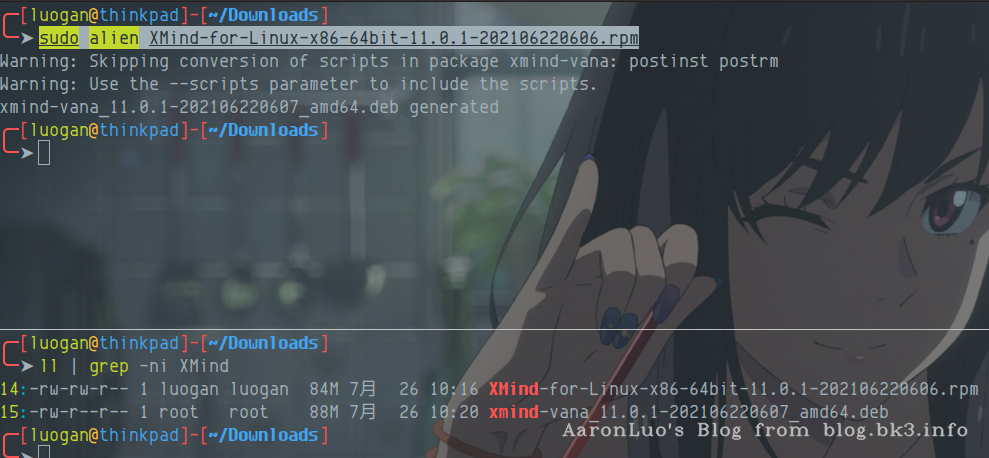 [luogan@thinkpad]-[~/Downloads]
➤ sudo alien XMind-for-Linux-x86-64bit-11.0.1-202106220606.rpm
Warning: Skipping conversion of scripts in package xmind-vana: postinst postrm
Warning: Use the --scripts parameter to include the scripts.
xmind-vana_11.0.1-202106220607_amd64.deb generated
[luogan@thinkpad]-[~/Downloads]
➤
[luogan@thinkpad]-[~/Downloads]
➤ ll | grep -ni XMind
14:-rw-rw-r-- 1 luogan luogan 84M 7月 26 10:16 XMind-for-Linux-x86-64bit-11.0.1-202106220606.rpm
15:-rw-r--r-- 1 root root 88M 7月 26 10:20 xmind-vana_11.0.1-202106220607_amd64.deb
[luogan@thinkpad]-[~/Downloads]
➤
AaronLuo's Blog from blog.bk3.info